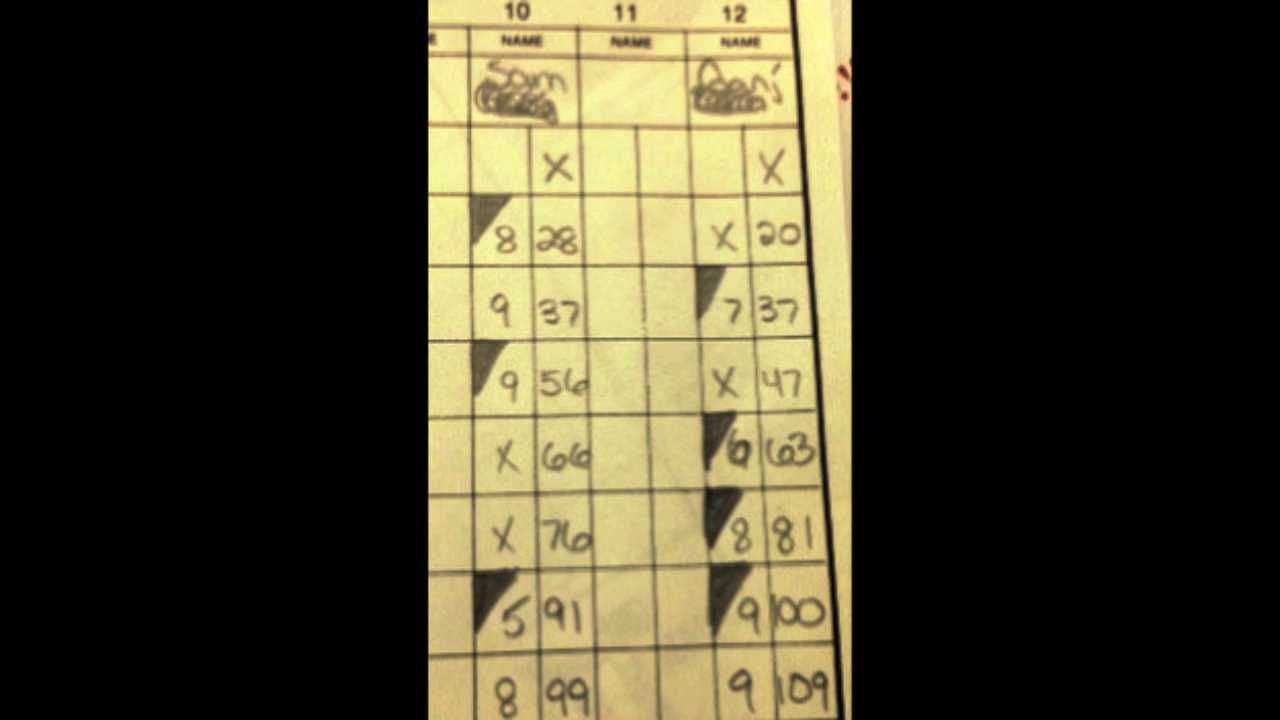 10 11 12
E NAME NAME NAME
Sam Dani
X X
8 28 X 20
9 37 7 37
9 56 X 47
X 66 6 63
X 76 8 81
5 91 9 100
8 99 9 109